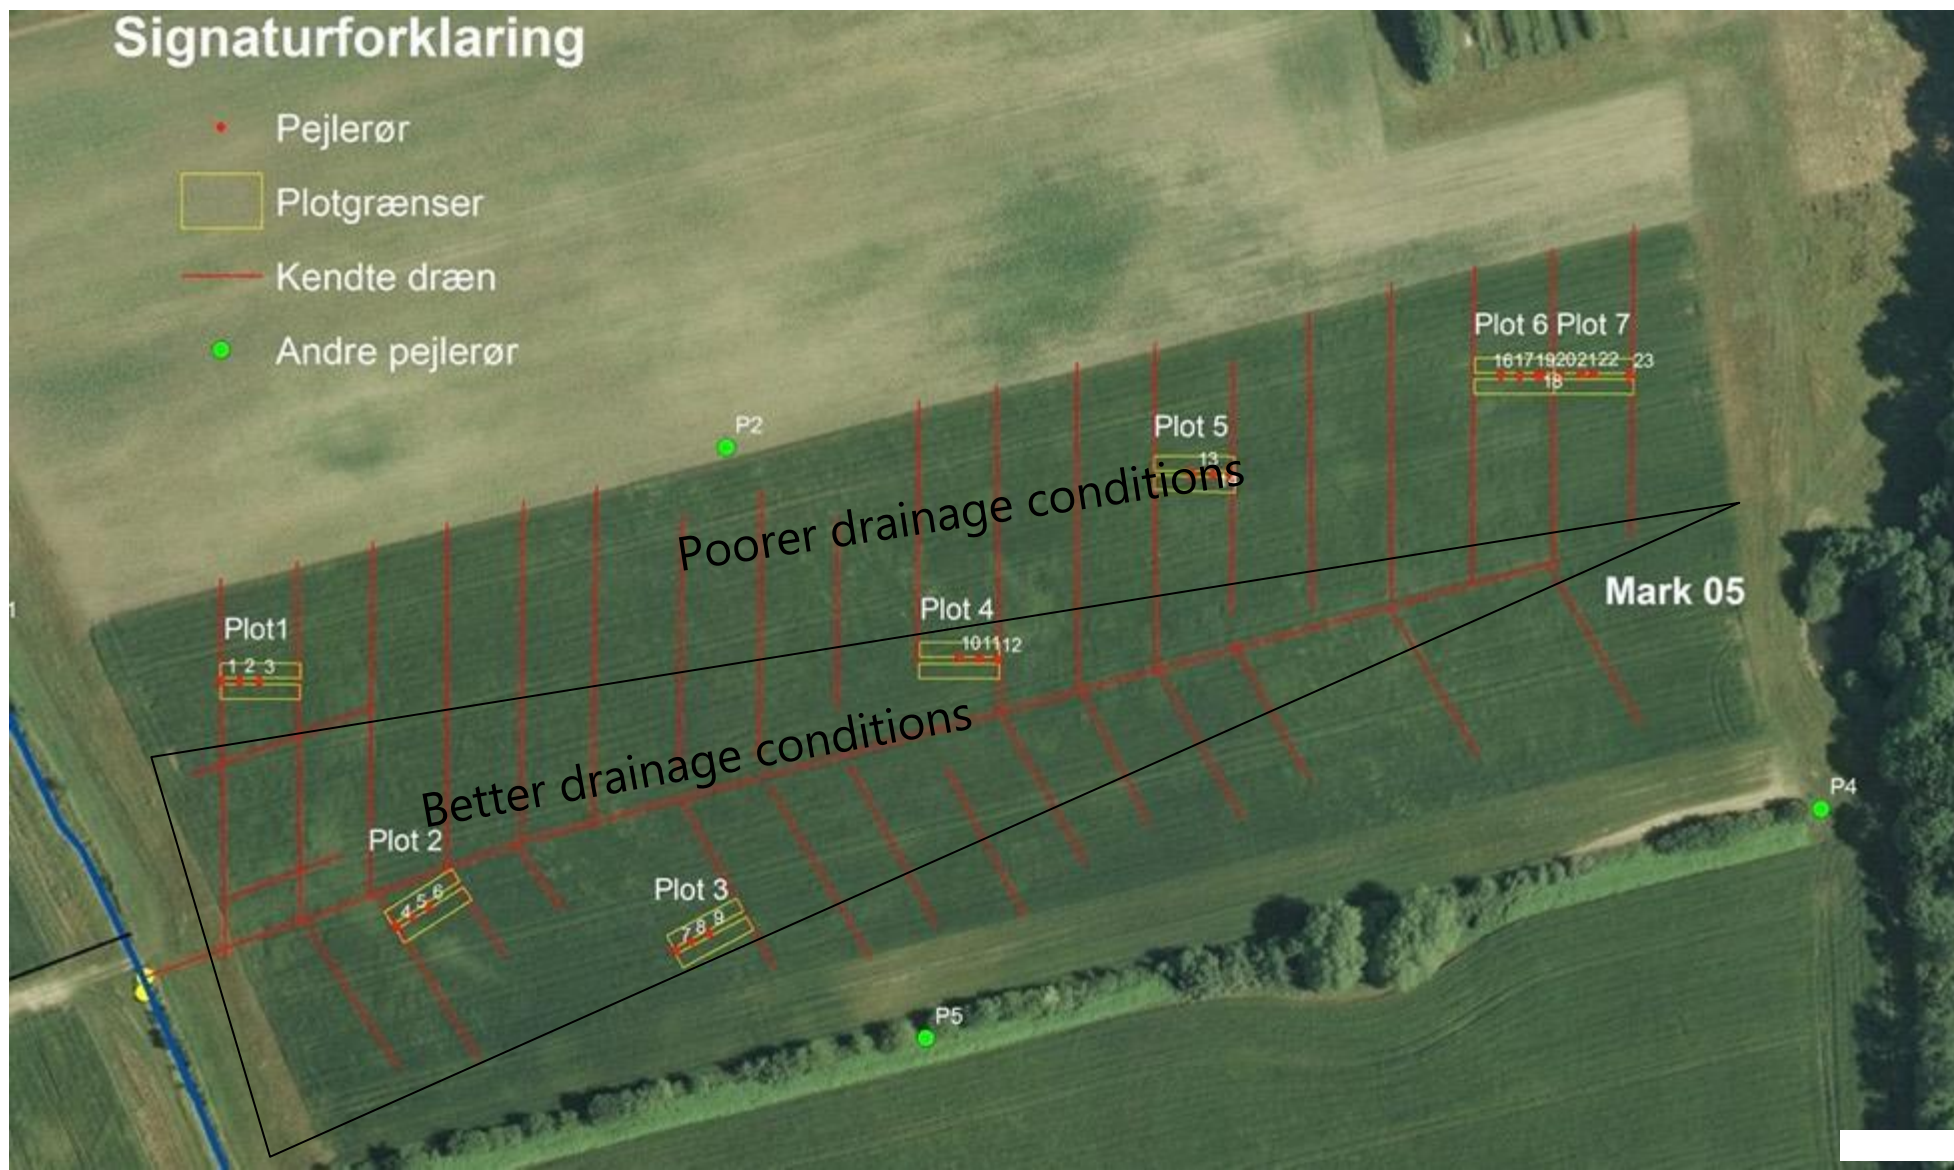 Signaturforklaring
Pejlerør
Plotgrænser
Kendte dræn
Andre pejlerør
P2
Plot 6 Plot 7
16 17 19 20 21 22 23
18
Plot 5
13
Poorer drainage conditions
Mark 05
1
Plot1
1 2 3
Plot 4
10 11 12
Better drainage conditions
Plot 2
4 5 6
Plot 3
7 8 9
P4
P5